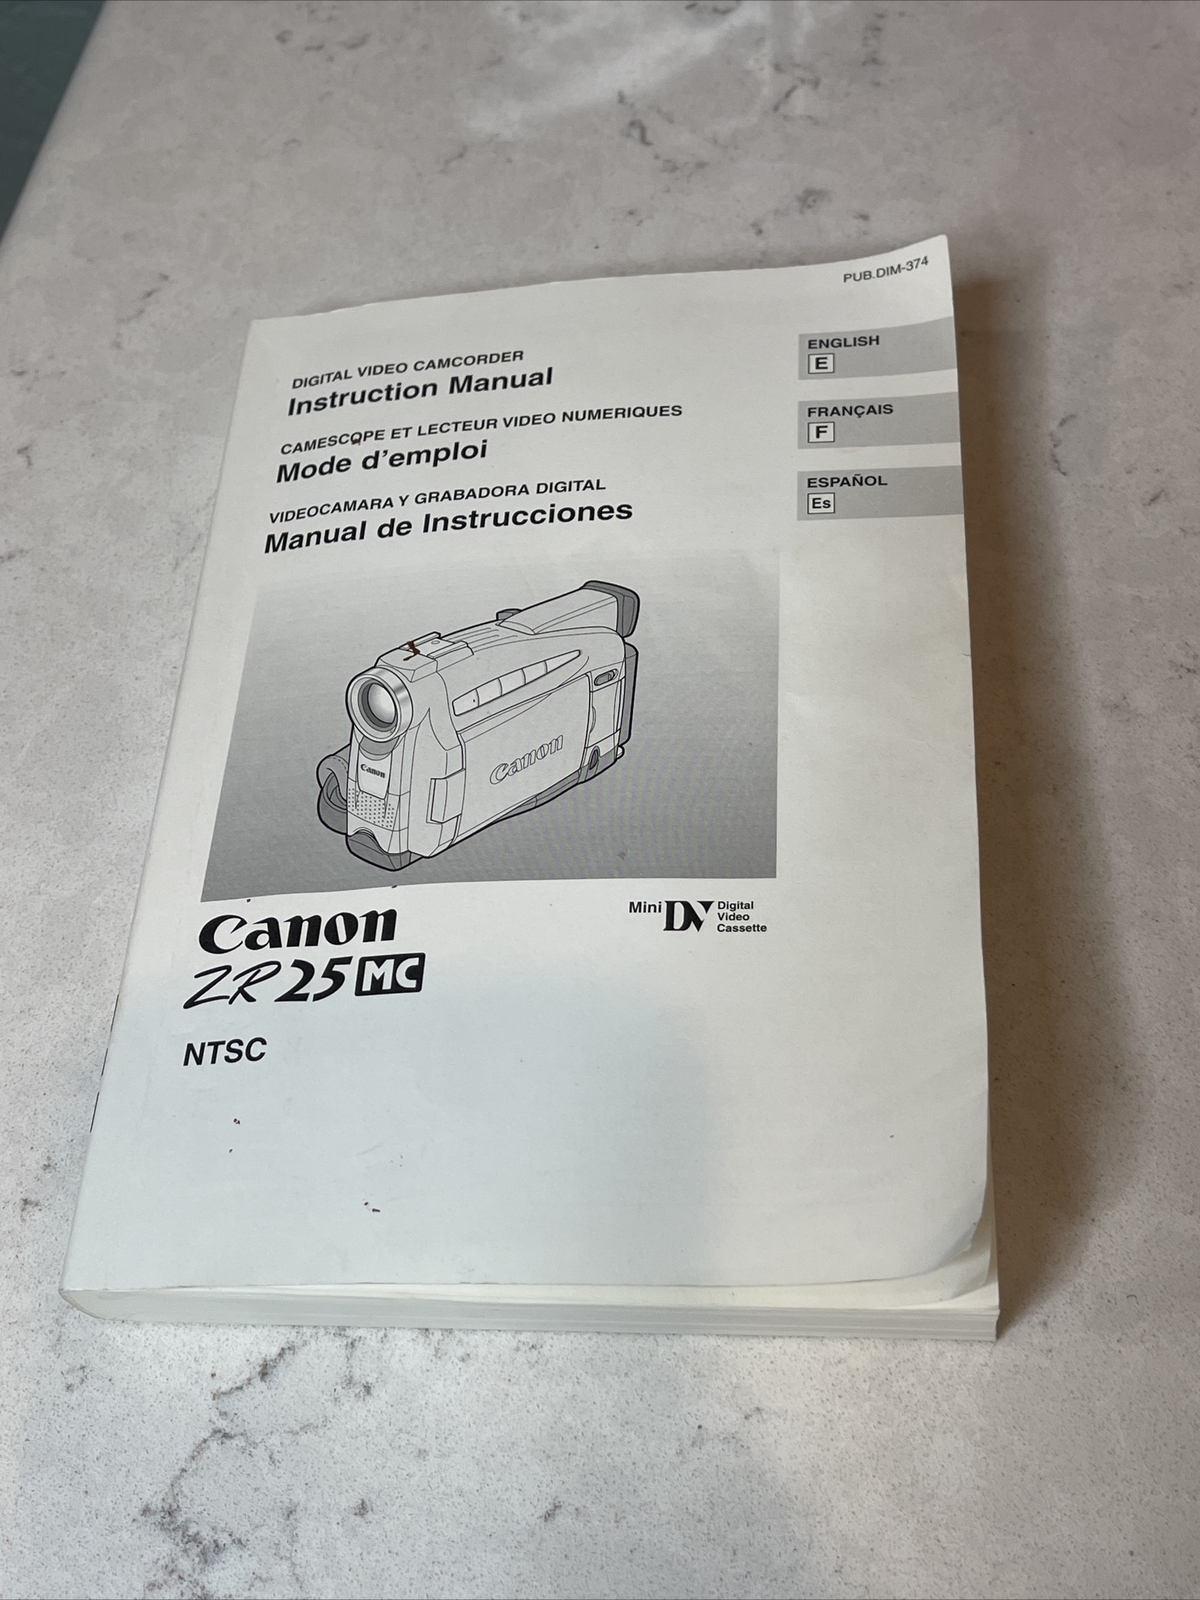 PUB.DIM-374
DIGITAL VIDEO CAMCORDER
Instruction Manual
CAMESCOPE ET LECTEUR VIDEO NUMERIQUES
Mode d'emploi
VIDEOCAMARA Y GRABADORA DIGITAL
Manual de Instrucciones
ENGLISH
E
FRANÇAIS
F
ESPAÑOL
Es
Canon
Canon
Canon
ZR25 MC
Mini DV Digital
Video
Cassette
NTSC